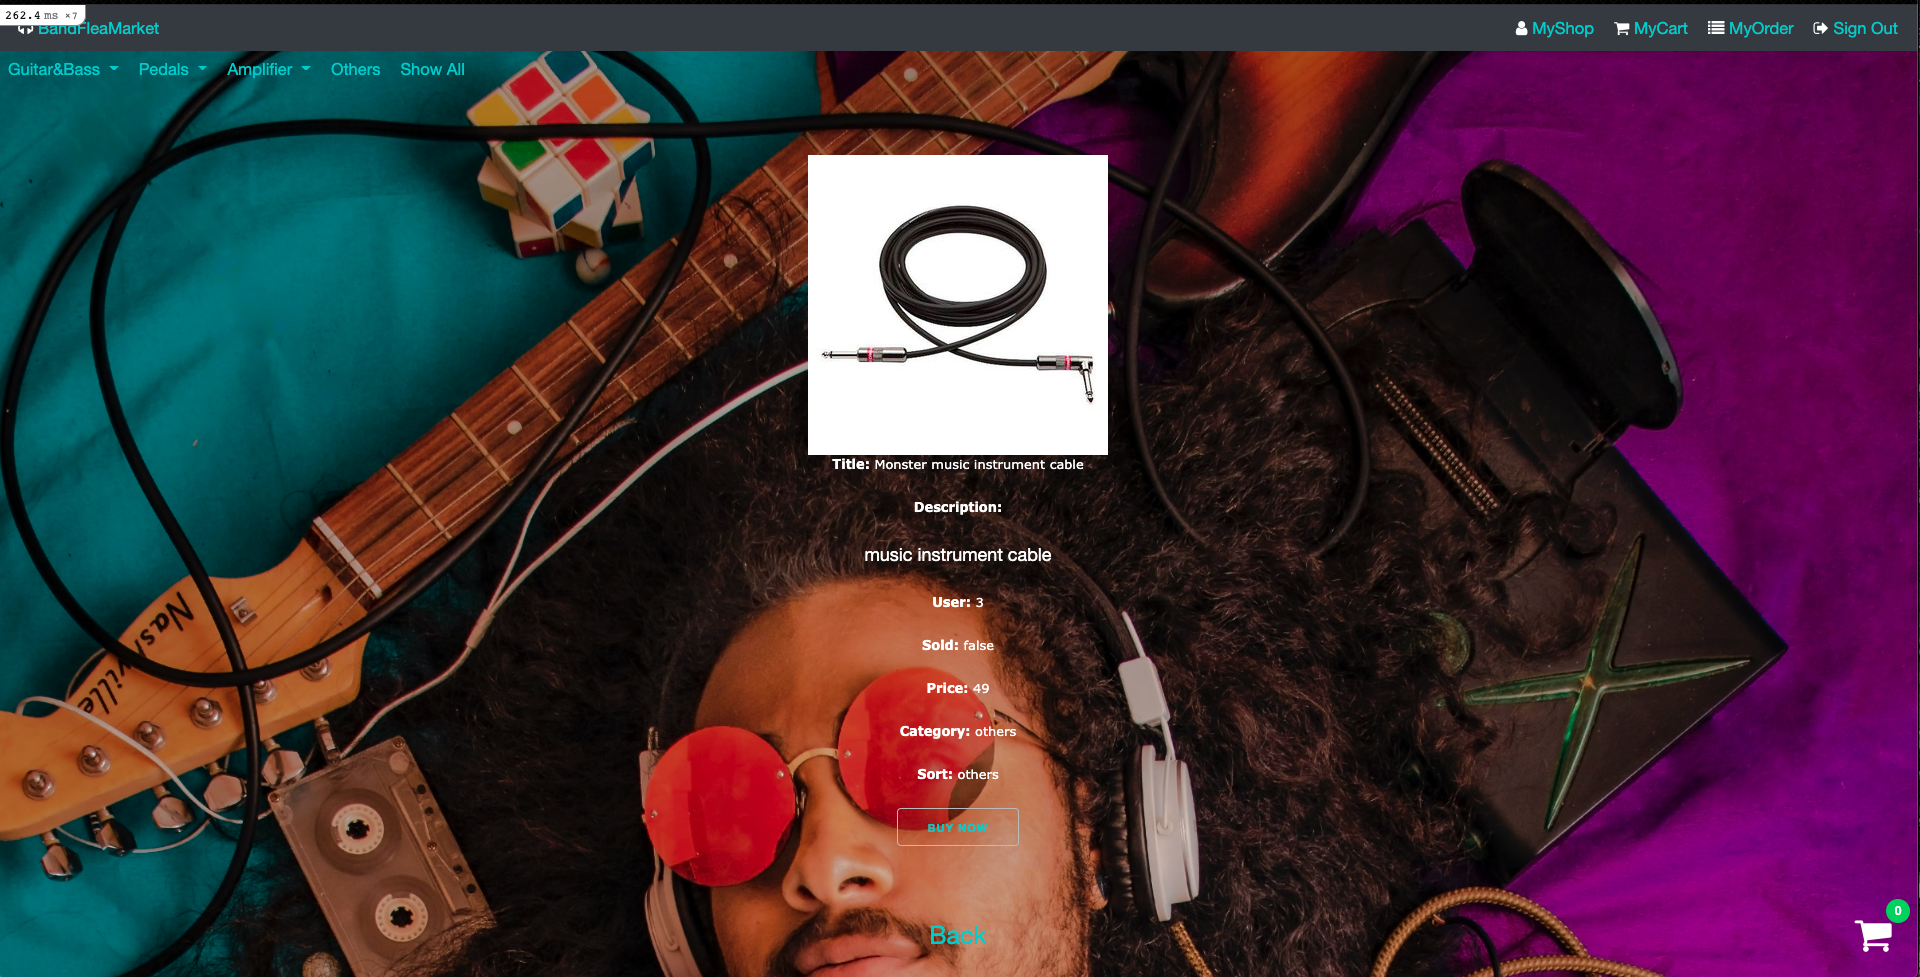 262.4 ms ×7
BandFleaMarket
MyShop
MyCart
MyOrder
Sign Out
Guitar&Bass
Pedals
Amplifier
Others
Show All
Title: Monster music instrument cable
Description:
music instrument cable
User: 3
Sold: false
Price: 49
Category: others
Sort: others
BUY NOW
Back
0
Nashville